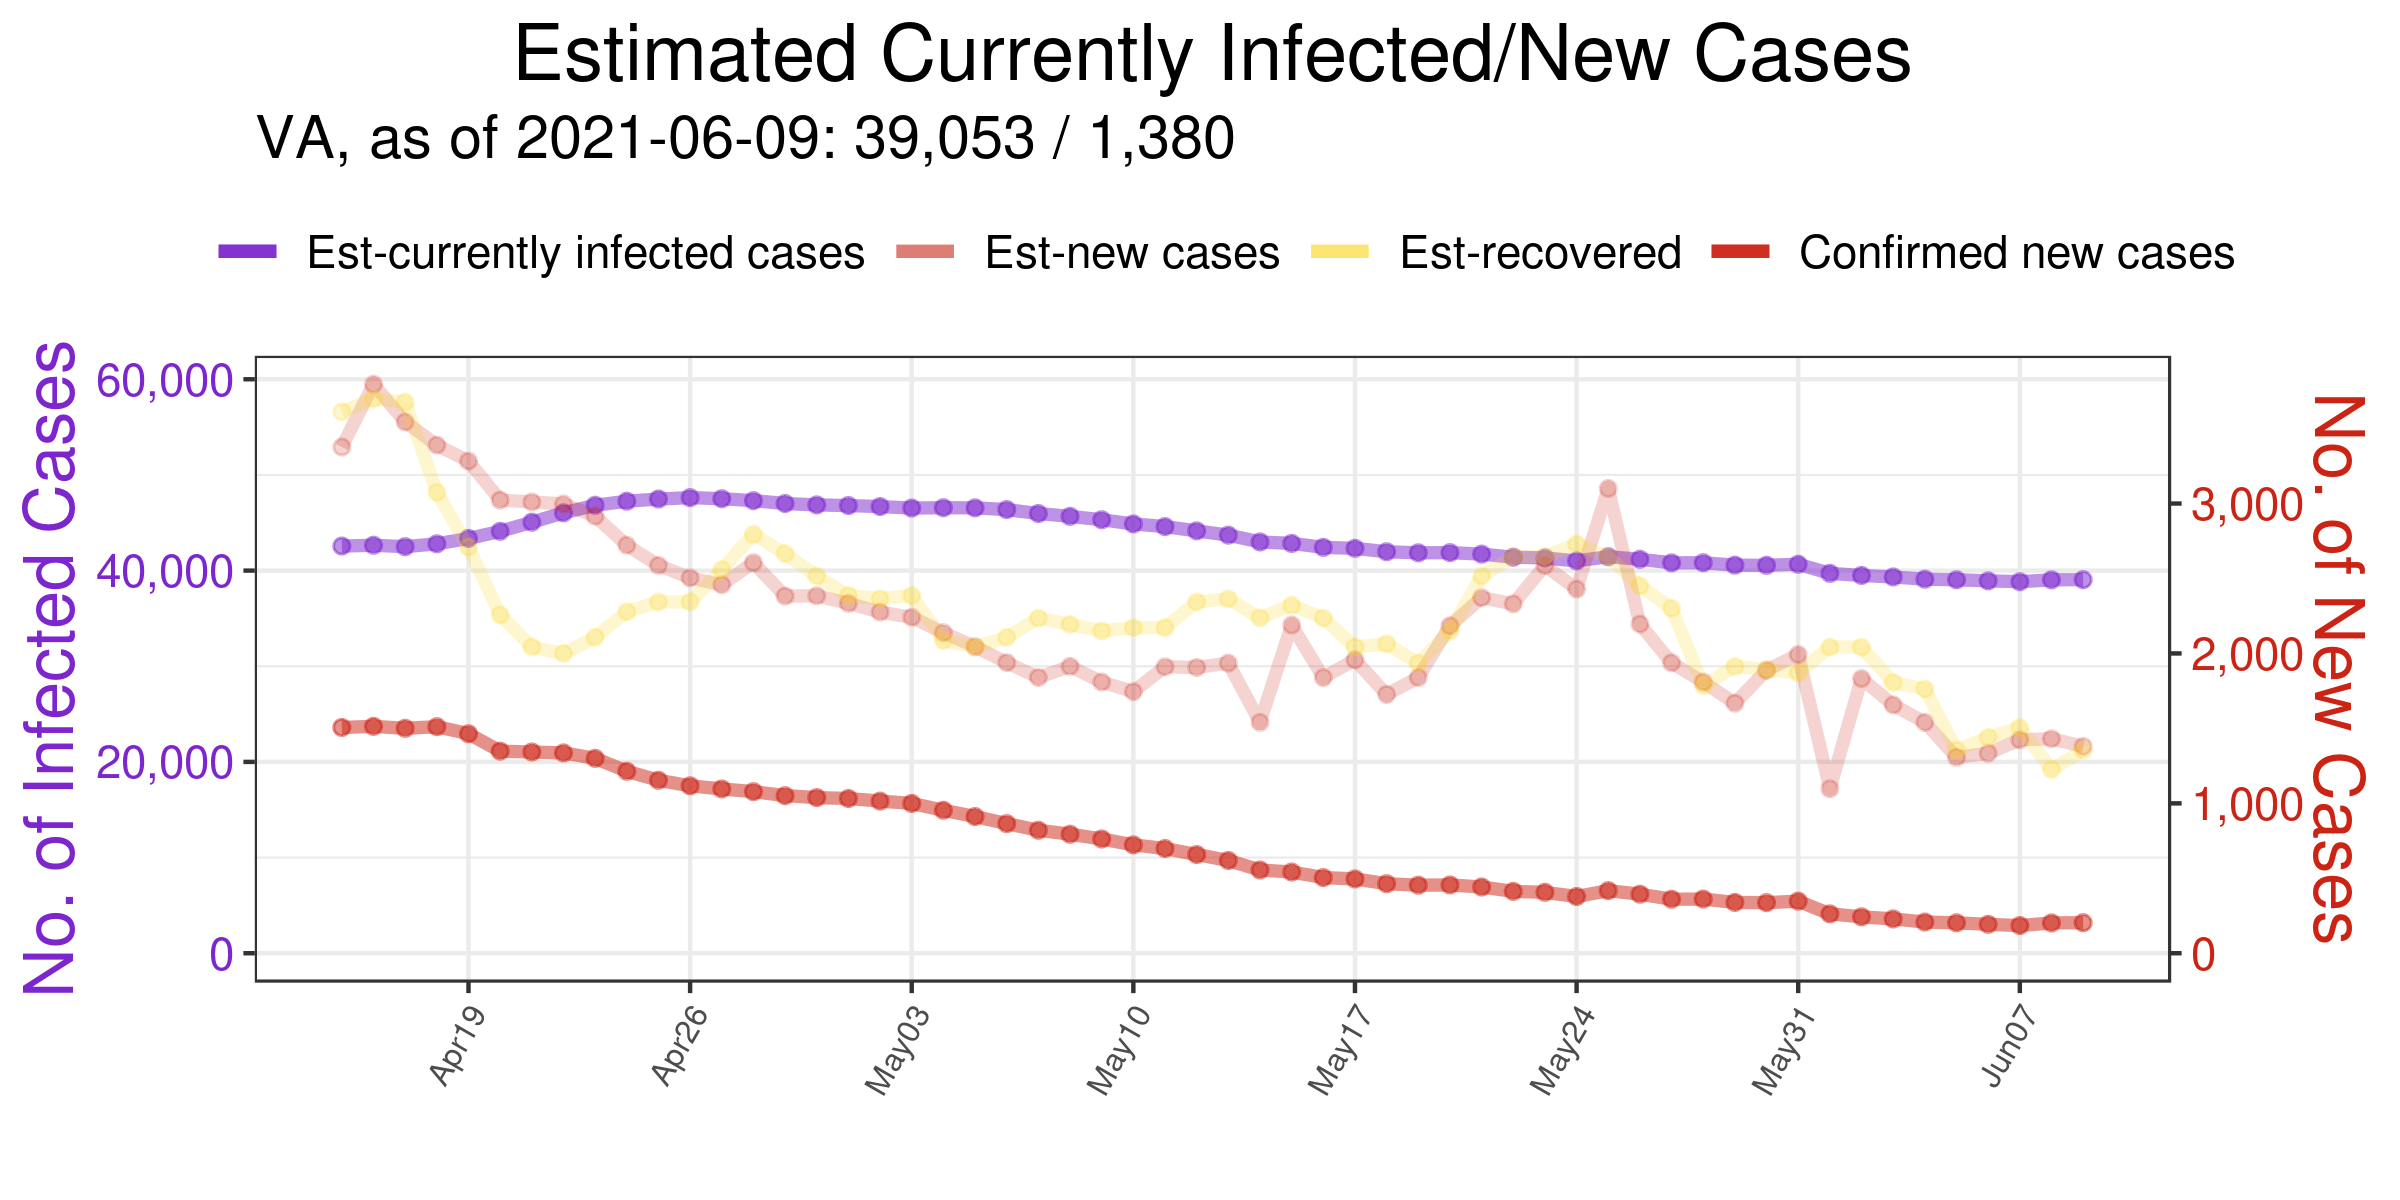 Estimated Currently Infected/New Cases
VA, as of 2021-06-09: 39,053 / 1,380
Est-currently infected cases Est-new cases Est-recovered Confirmed new cases
No. of Infected Cases
60,000
40,000
20,000
0
3,000
2,000
1,000
0
No. of New Cases
Apr19 Apr26 May03 May10 May17 May24 May31 Jun07